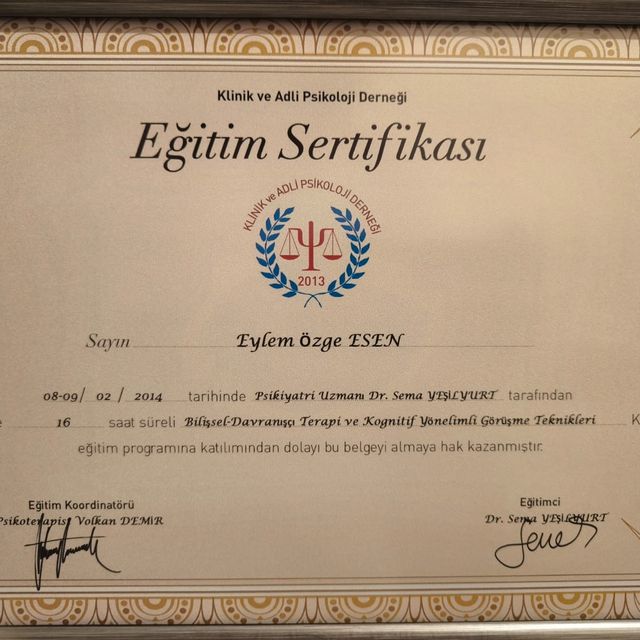 Klinik ve Adli Psikoloji Derneği
Eğitim Sertifikası
KLİNİK ve ADLİ PSİKOLOJİ DERNEĞİ
2013
Sayın Eylem Özge ESEN
08-09/ 02 / 2014 tarihinde Psikiyatri Uzmanı Dr. Sema YEŞİLYURT tarafından
16 saat süreli Bilişsel-Davranışçı Terapi ve Kognitif Yönelimli Görüşme Teknikleri
eğitim programına katılımından dolayı bu belgeyi almaya hak kazanmıştır.
Eğitim Koordinatörü
Psikoterapist Volkan DEMİR
Eğitimci
Dr. Sema YEŞİLYURT